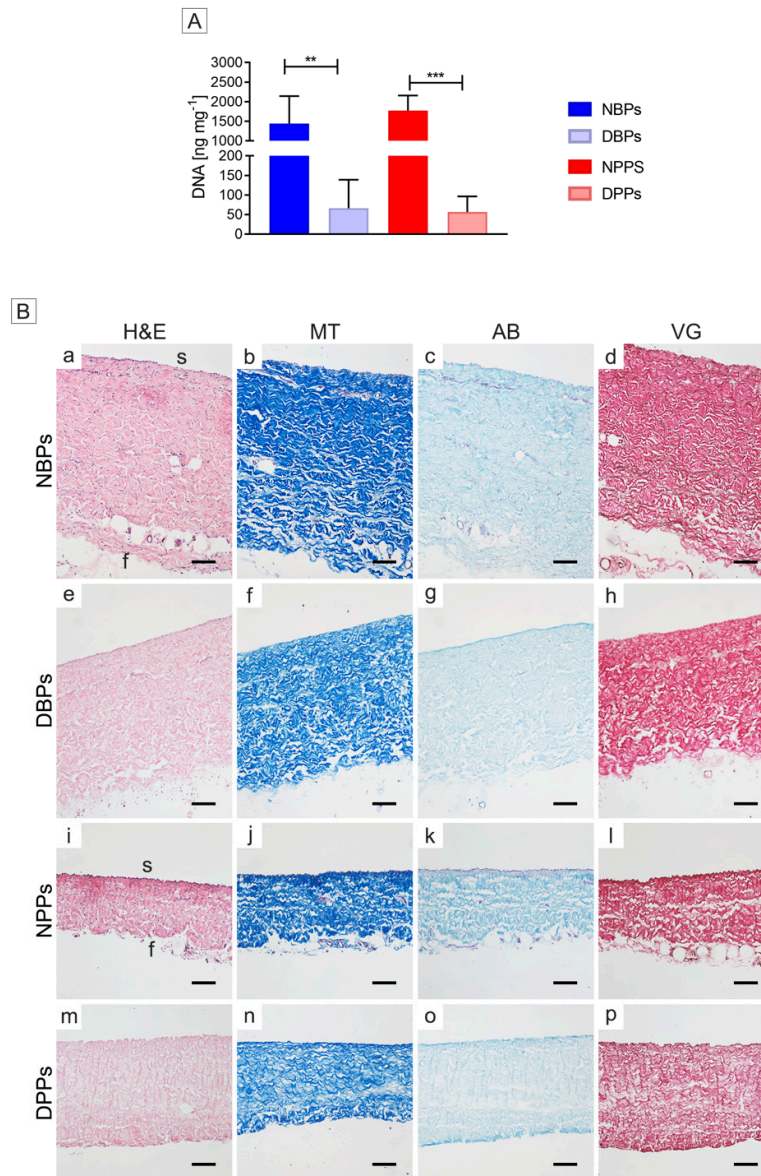 A
DNA [ng mg-1]
3000
2500
2000
1500
1000
200
150
100
50
0
**
***
NBPs
DBPs
NPPS
DPPs
B
H&E MT AB VG
NBPs
a s b c d
f
DBPs
e f g h
NPPs
i s j k l
f
DPPs
m n o p